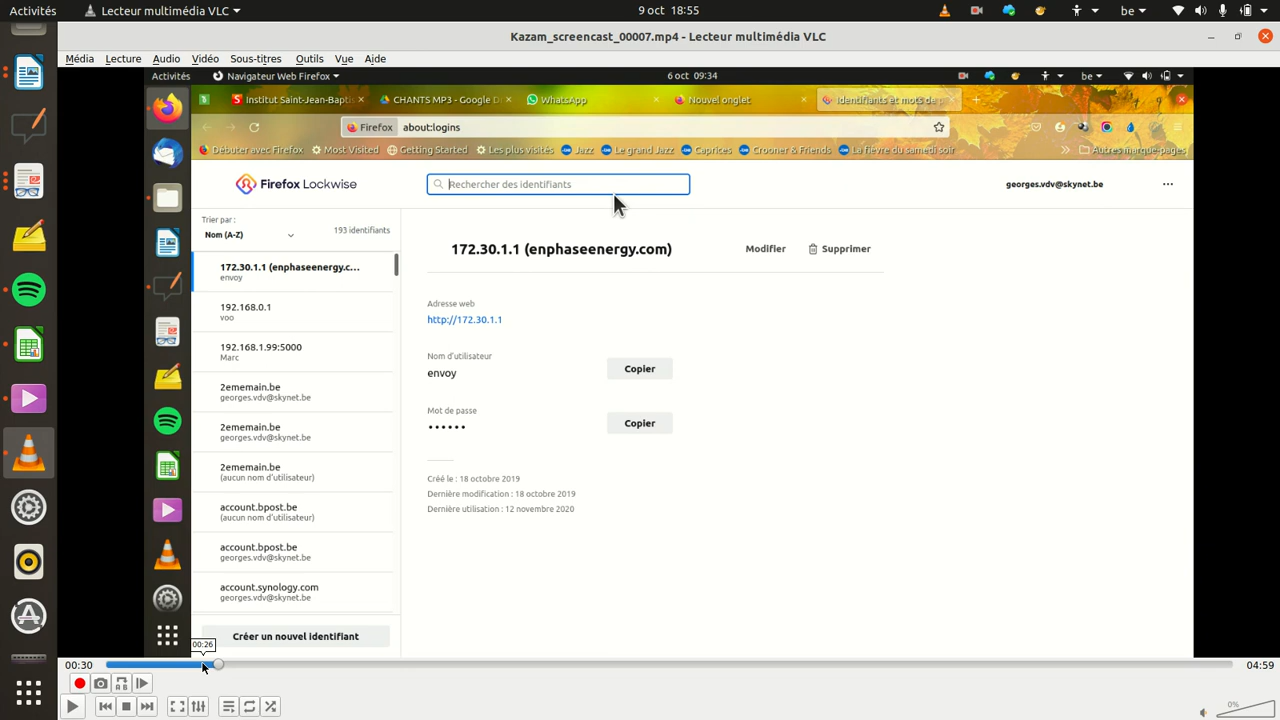 Activités
Lecteur multimédia VLC
9 oct 18:55
be
Kazam_screencast_00007.mp4 - Lecteur multimédia VLC
Média Lecture Audio Vidéo Sous-titres Outils Vue Aide
Activités
Navigateur Web Firefox
6 oct 09:34
be
Institut Saint-Jean-Bapti
CHANTS MP3 - Google D
WhatsApp
Nouvel onglet
Identifiants et mots de p
Firefox
about:logins
Débuter avec Firefox
Most Visited
Getting Started
Les plus visités
Jazz
Le grand Jazz
Caprices
Crooner & Friends
La fièvre du samedi soir
Autres marque-pages
Firefox Lockwise
Rechercher des identifiants
georges.vdv@skynet.be
Trier par :
Nom (A-Z)
193 identifiants
172.30.1.1 (enphaseenergy.c...
envoy
192.168.0.1
voo
192.168.1.99:5000
Marc
2ememain.be
georges.vdv@skynet.be
2ememain.be
georges.vdv@skynet.be
2ememain.be
(aucun nom d'utilisateur)
account.bpost.be
(aucun nom d'utilisateur)
account.bpost.be
georges.vdv@skynet.be
account.synology.com
georges.vdv@skynet.be
Créer un nouvel identifiant
172.30.1.1 (enphaseenergy.com)
Modifier
Supprimer
Adresse web
http://172.30.1.1
Nom d'utilisateur
envoy
Copier
Mot de passe
••••••
Copier
Créé le : 18 octobre 2019
Dernière modification : 18 octobre 2019
Dernière utilisation : 12 novembre 2020
00:26
00:30
04:59
0%